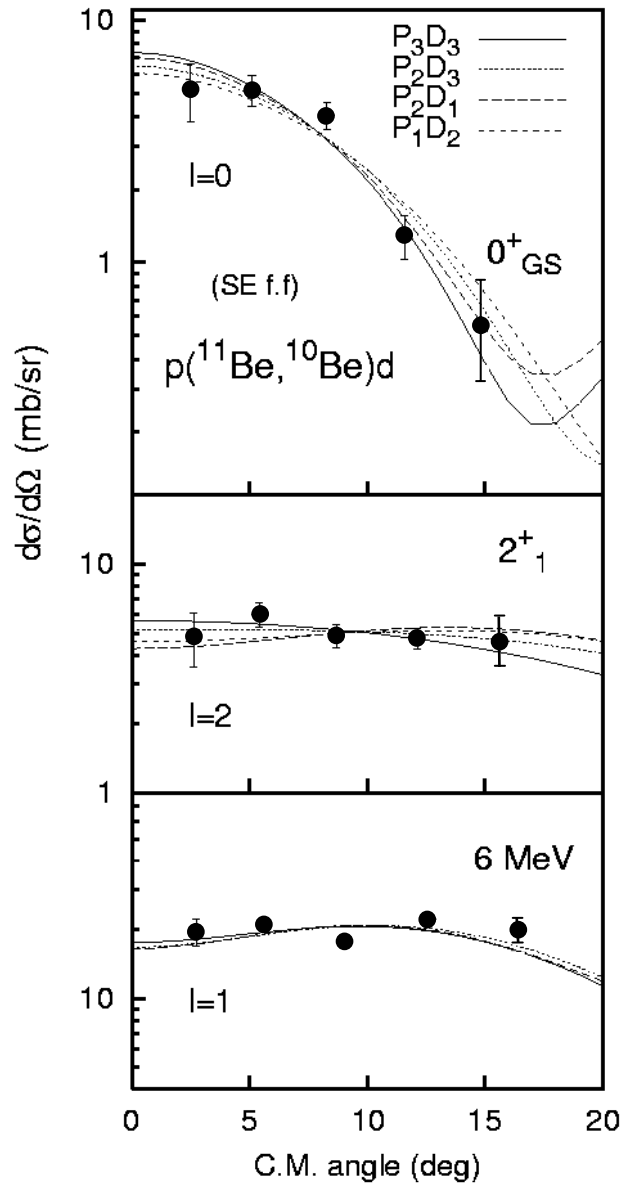 10
P₃D₃
P₂D₃
P₂D₁
P₁D₂
l=0
0⁺GS
1
(SE f.f)
p(¹¹Be,¹⁰Be)d
dσ/dΩ (mb/sr)
2⁺₁
10
l=2
1
6 MeV
10
l=1
0 5 10 15 20
C.M. angle (deg)